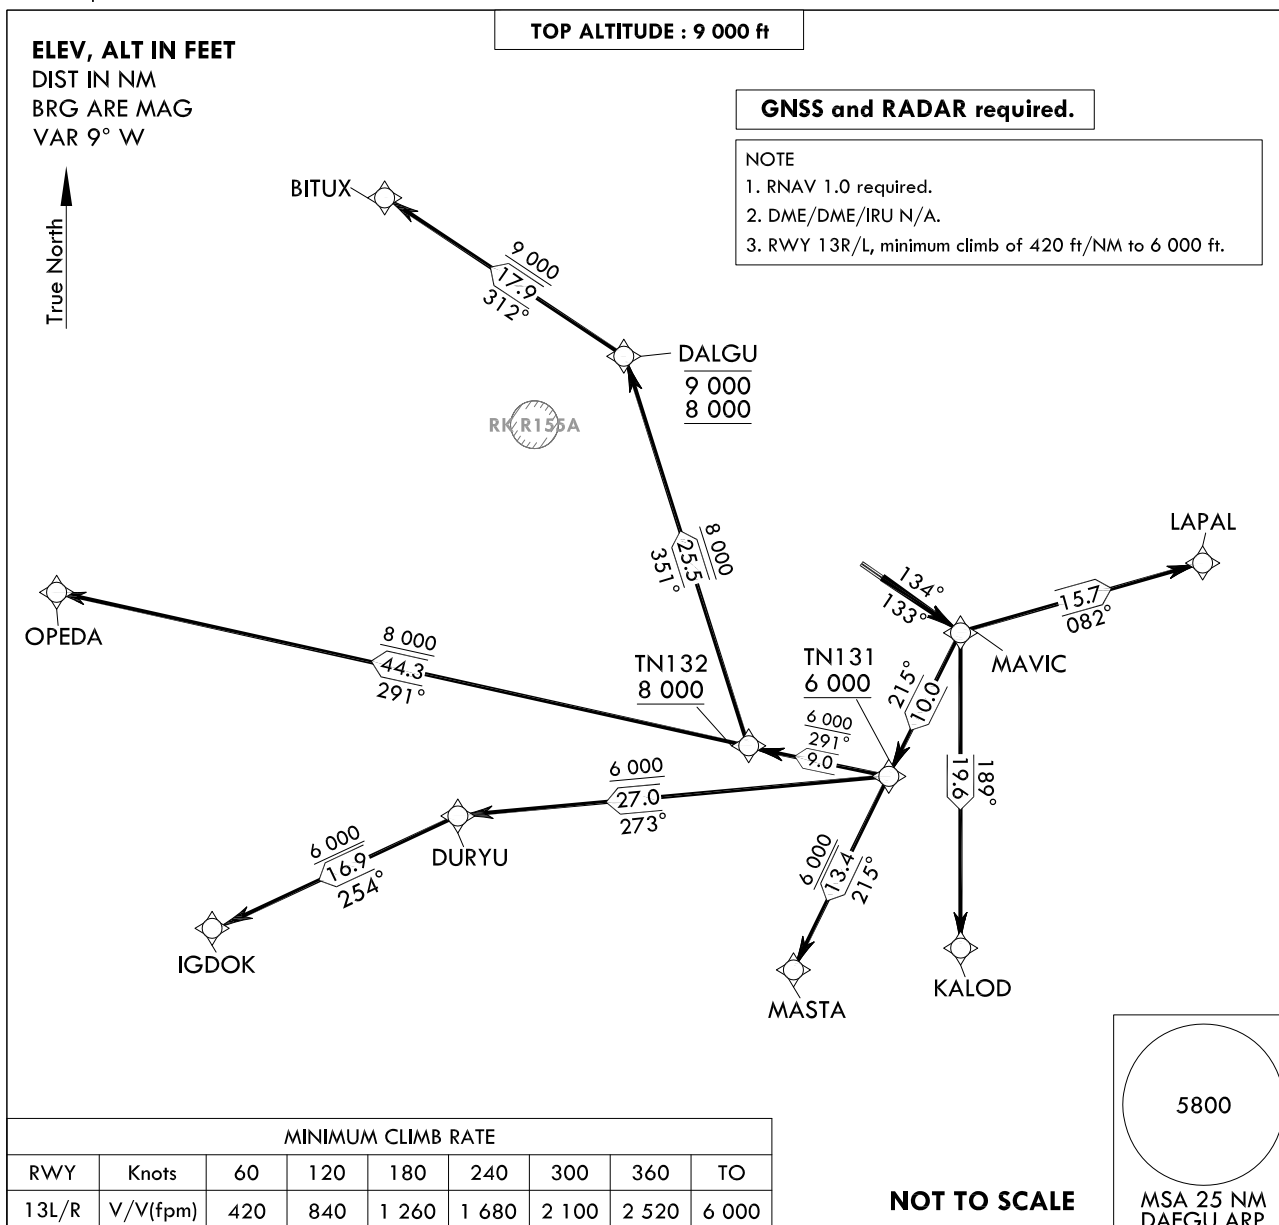 TOP ALTITUDE : 9 000 ft
ELEV, ALT IN FEET
DIST IN NM
BRG ARE MAG
VAR 9° W
True North
GNSS and RADAR required.
NOTE
1. RNAV 1.0 required.
2. DME/DME/IRU N/A.
3. RWY 13R/L, minimum climb of 420 ft/NM to 6 000 ft.
BITUX
9 000
17.9
312°
DALGU
9 000
8 000
RK R155A
8 000
25.5
351°
LAPAL
134°
133°
15.7
082°
MAVIC
OPEDA
8 000
44.3
291°
TN132
8 000
TN131
6 000
215°
10.0
6 000
291°
9.0
189°
19.6
6 000
27.0
273°
DURYU
6 000
16.9
254°
IGDOK
6 000
13.4
215°
MASTA
KALOD
5800
MSA 25 NM
DAEGU ARP
NOT TO SCALE
MINIMUM CLIMB RATE
RWY Knots 60 120 180 240 300 360 TO
13L/R V/V(fpm) 420 840 1 260 1 680 2 100 2 520 6 000